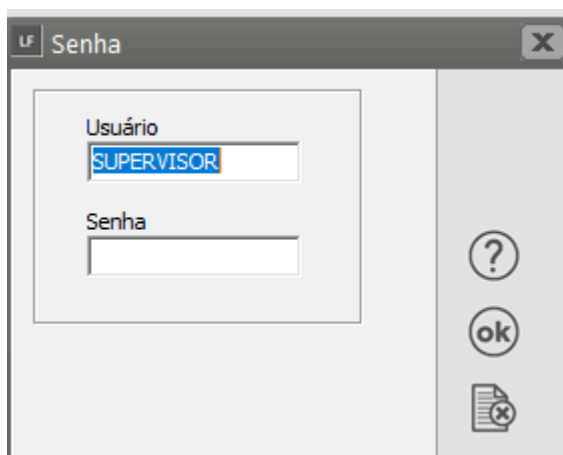 LF Senha
Usuário
SUPERVISOR
Senha
?
ok